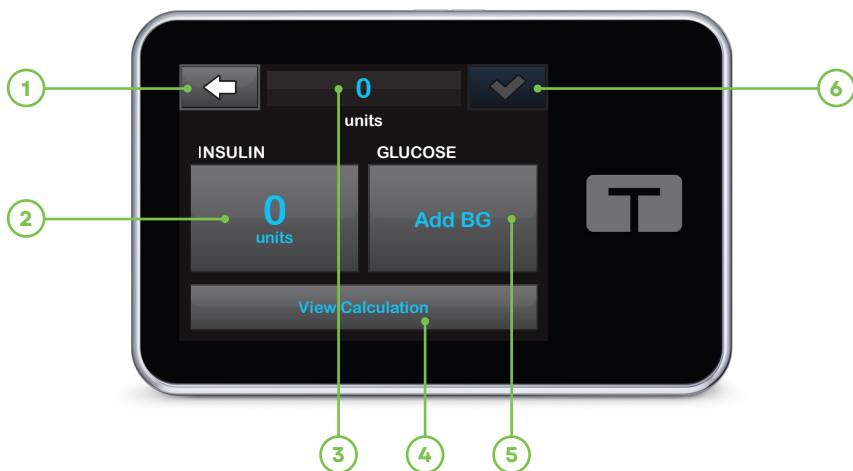 1
0
6
units
INSULIN
GLUCOSE
2
0
units
Add BG
View Calculation
T
3
4
5